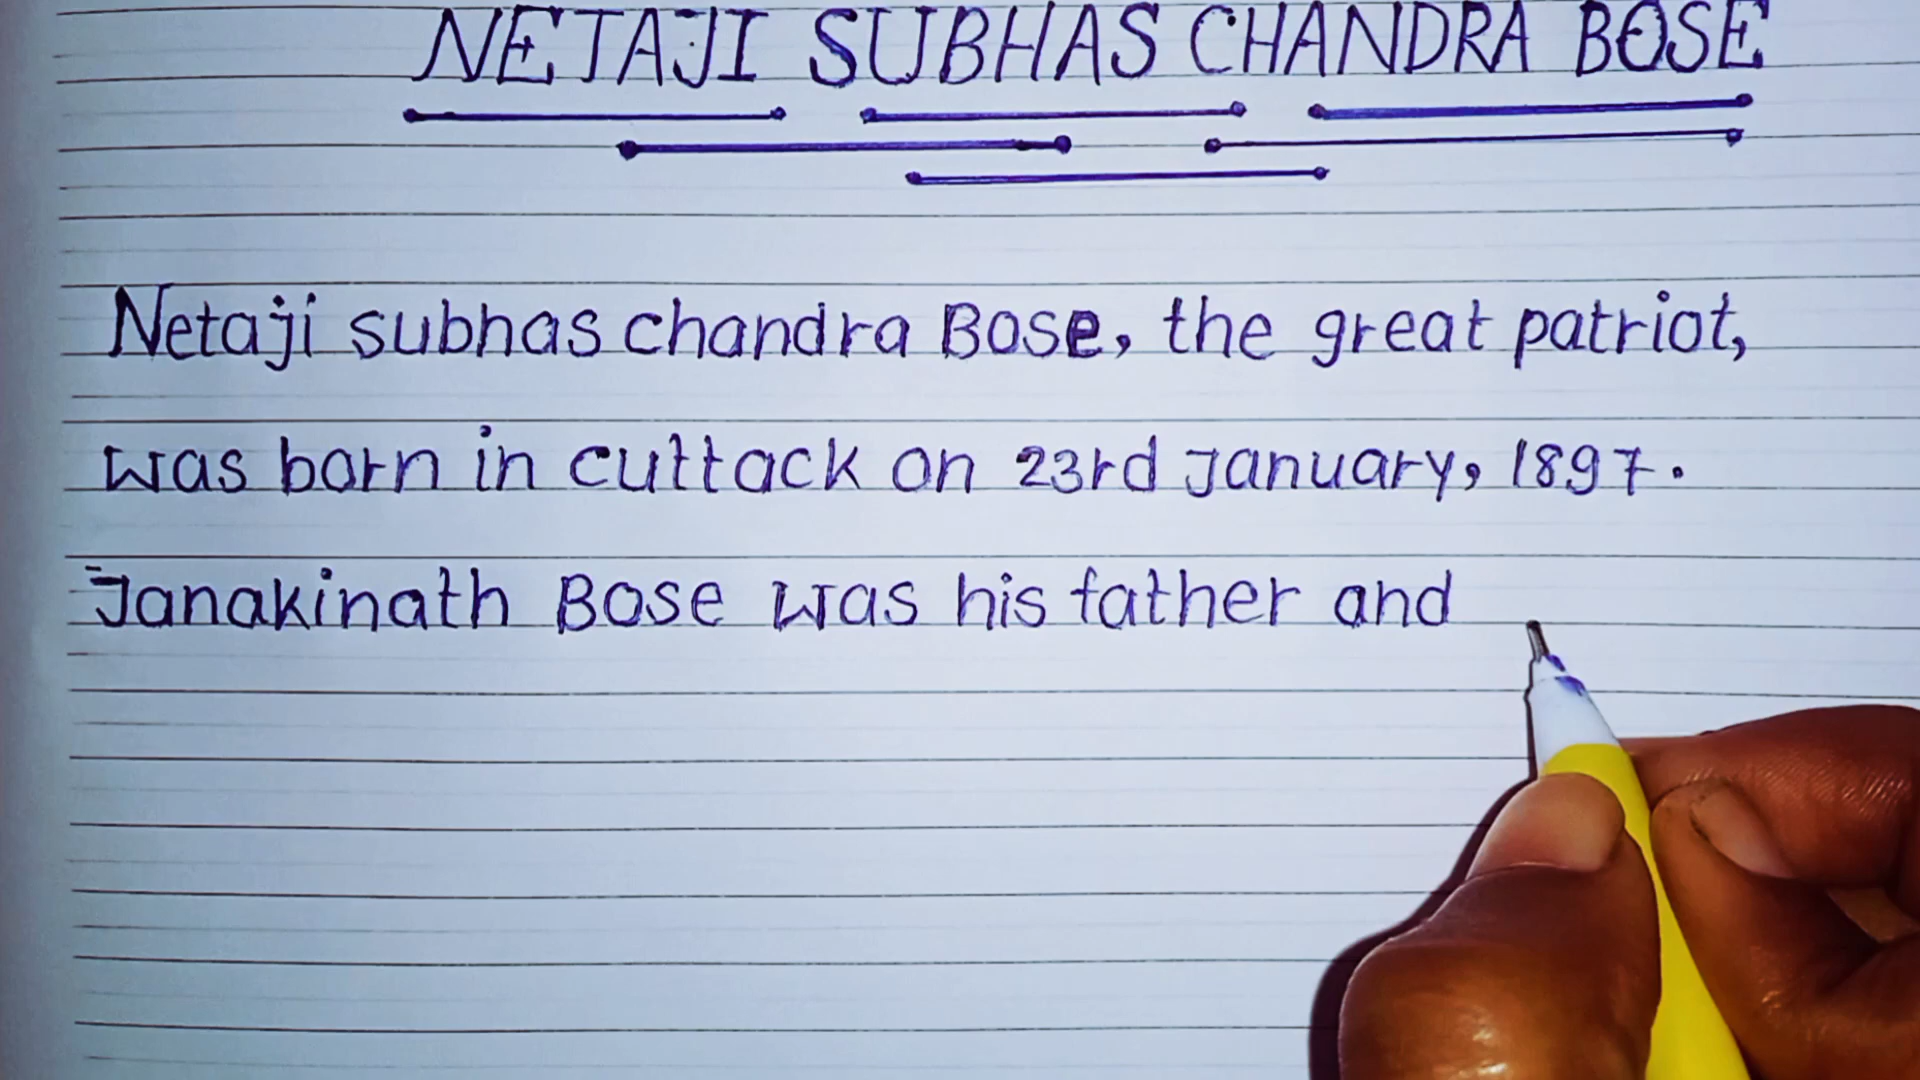 NETAJI SUBHAS CHANDRA BOSE
Netaji subhas chandra Bose, the great patriot,
was born in cuttack on 23rd January, 1897.
Janakinath Bose was his father and